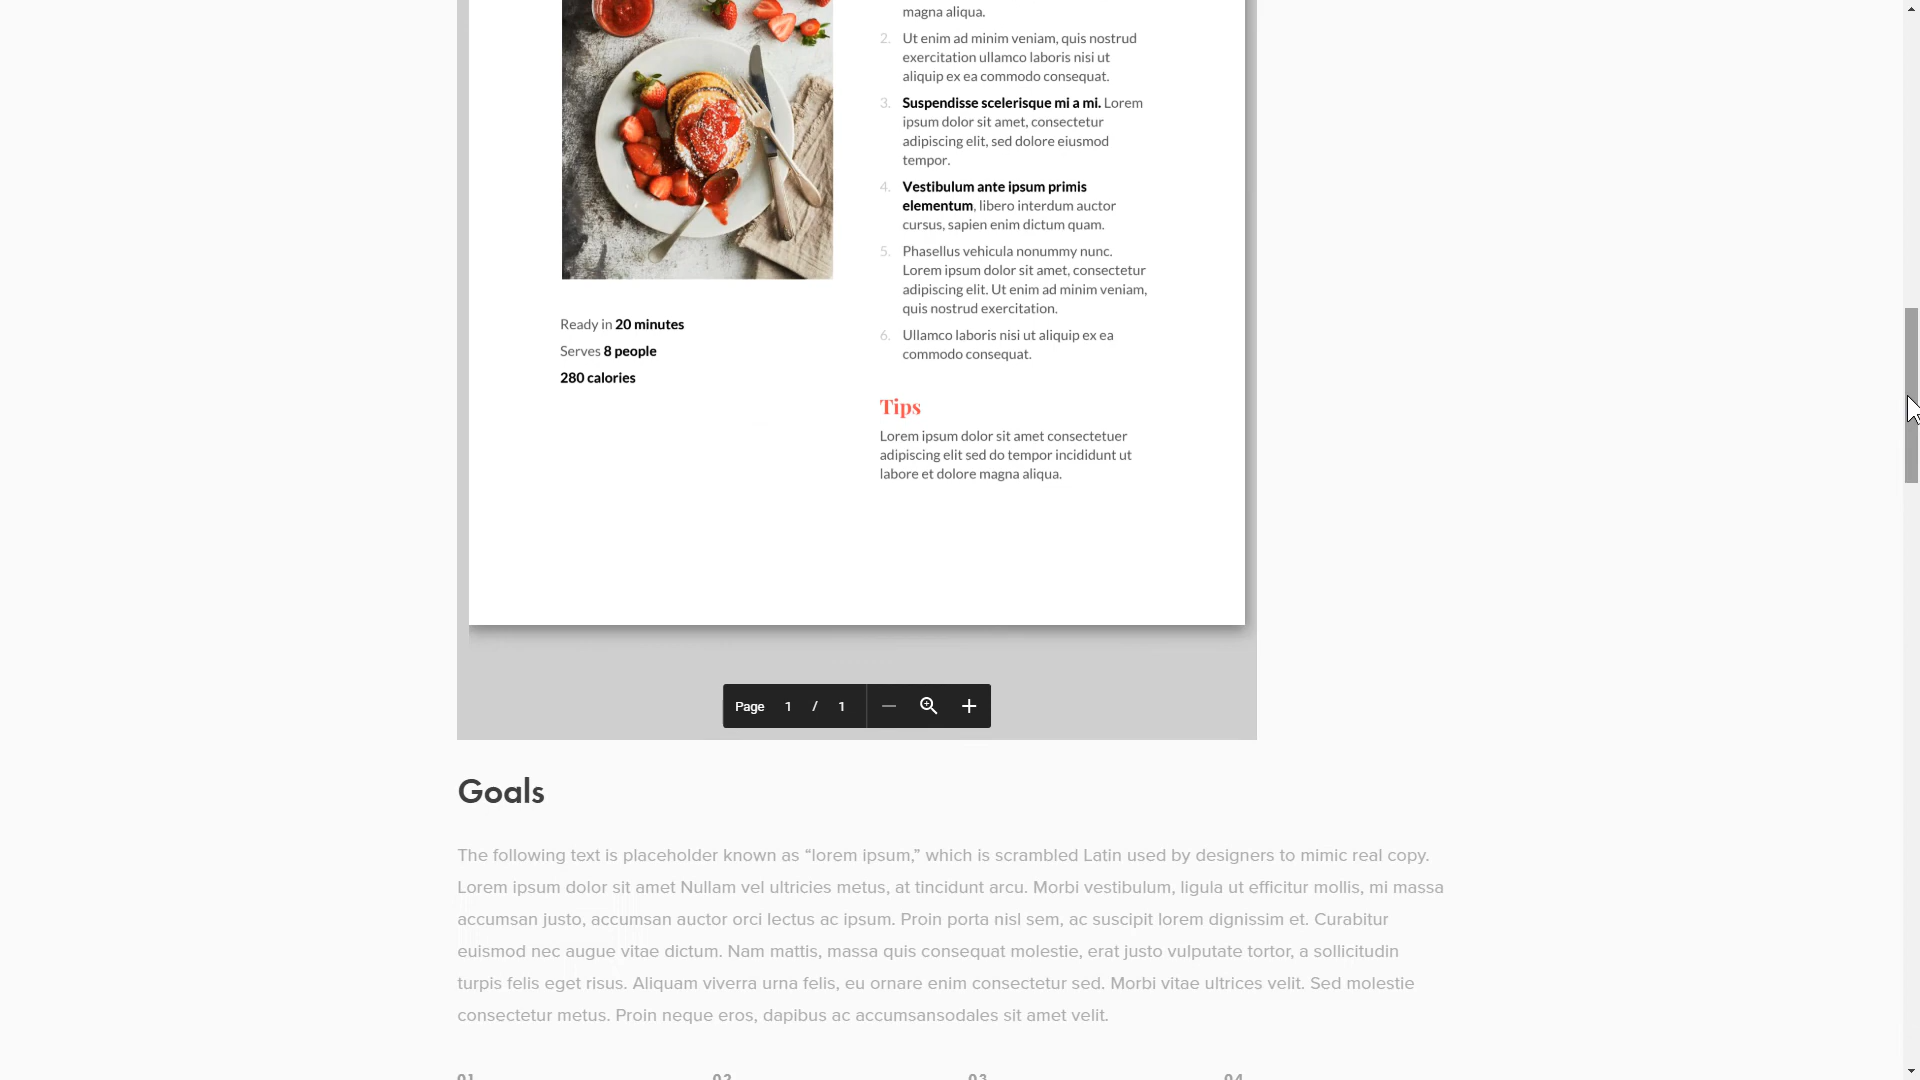 magna aliqua.
2. Ut enim ad minim veniam, quis nostrud
exercitation ullamco laboris nisi ut
aliquip ex ea commodo consequat.
3. Suspendisse scelerisque mi a mi. Lorem
ipsum dolor sit amet, consectetur
adipiscing elit, sed dolore eiusmod
tempor.
4. Vestibulum ante ipsum primis
elementum, libero interdum auctor
cursus, sapien enim dictum quam.
5. Phasellus vehicula nonummy nunc.
Lorem ipsum dolor sit amet, consectetur
adipiscing elit. Ut enim ad minim veniam,
quis nostrud exercitation.
6. Ullamco laboris nisi ut aliquip ex ea
commodo consequat.
Ready in 20 minutes
Serves 8 people
280 calories
Tips
Lorem ipsum dolor sit amet consectetuer
adipiscing elit sed do tempor incididunt ut
labore et dolore magna aliqua.
Page 1 / 1
Goals
The following text is placeholder known as “lorem ipsum,” which is scrambled Latin used by designers to mimic real copy.
Lorem ipsum dolor sit amet Nullam vel ultricies metus, at tincidunt arcu. Morbi vestibulum, ligula ut efficitur mollis, mi massa
accumsan justo, accumsan auctor orci lectus ac ipsum. Proin porta nisl sem, ac suscipit lorem dignissim et. Curabitur
euismod nec augue vitae dictum. Nam mattis, massa quis consequat molestie, erat justo vulputate tortor, a sollicitudin
turpis felis eget risus. Aliquam viverra urna felis, eu ornare enim consectetur sed. Morbi vitae ultrices velit. Sed molestie
consectetur metus. Proin neque eros, dapibus ac accumsansodales sit amet velit.
01 02 03 04